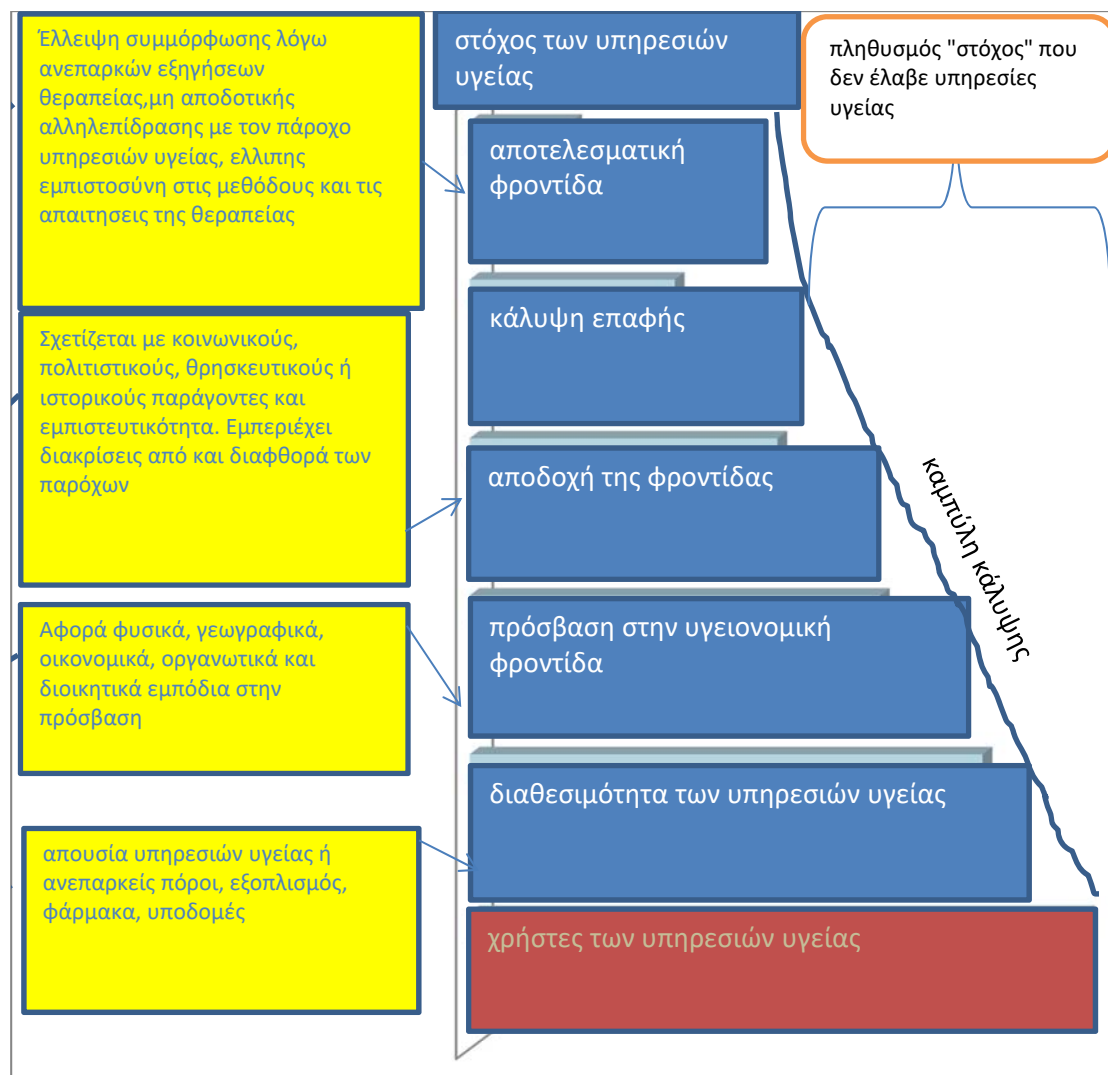 Έλλειψη συμμόρφωσης λόγω
ανεπαρκών εξηγήσεων
θεραπείας,μη αποδοτικής
αλληλεπίδρασης με τον πάροχο
υπηρεσιών υγείας, ελλιπης
εμπιστοσύνη στις μεθόδους και τις
απαιτησεις της θεραπείας
Σχετίζεται με κοινωνικούς,
πολιτιστικούς, θρησκευτικούς ή
ιστορικούς παράγοντες και
εμπιστευτικότητα. Εμπεριέχει
διακρίσεις από και διαφθορά των
παρόχων
Αφορά φυσικά, γεωγραφικά,
οικονομικά, οργανωτικά και
διοικητικά εμπόδια στην
πρόσβαση
απουσία υπηρεσιών υγείας ή
ανεπαρκείς πόροι, εξοπλισμός,
φάρμακα, υποδομές
στόχος των υπηρεσιών
υγείας
αποτελεσματική
φροντίδα
κάλυψη επαφής
αποδοχή της φροντίδας
πρόσβαση στην υγειονομική
φροντίδα
διαθεσιμότητα των υπηρεσιών υγείας
χρήστες των υπηρεσιών υγείας
πληθυσμός "στόχος" που
δεν έλαβε υπηρεσίες
υγείας
καμπύλη κάλυψης